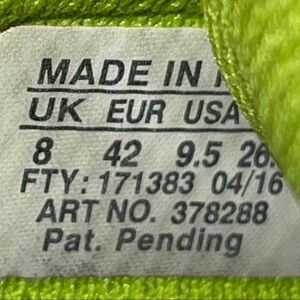 MADE IN
UK EUR USA
8 42 9.5 26
FTY: 171383 04/16
ART NO. 378288
Pat. Pending